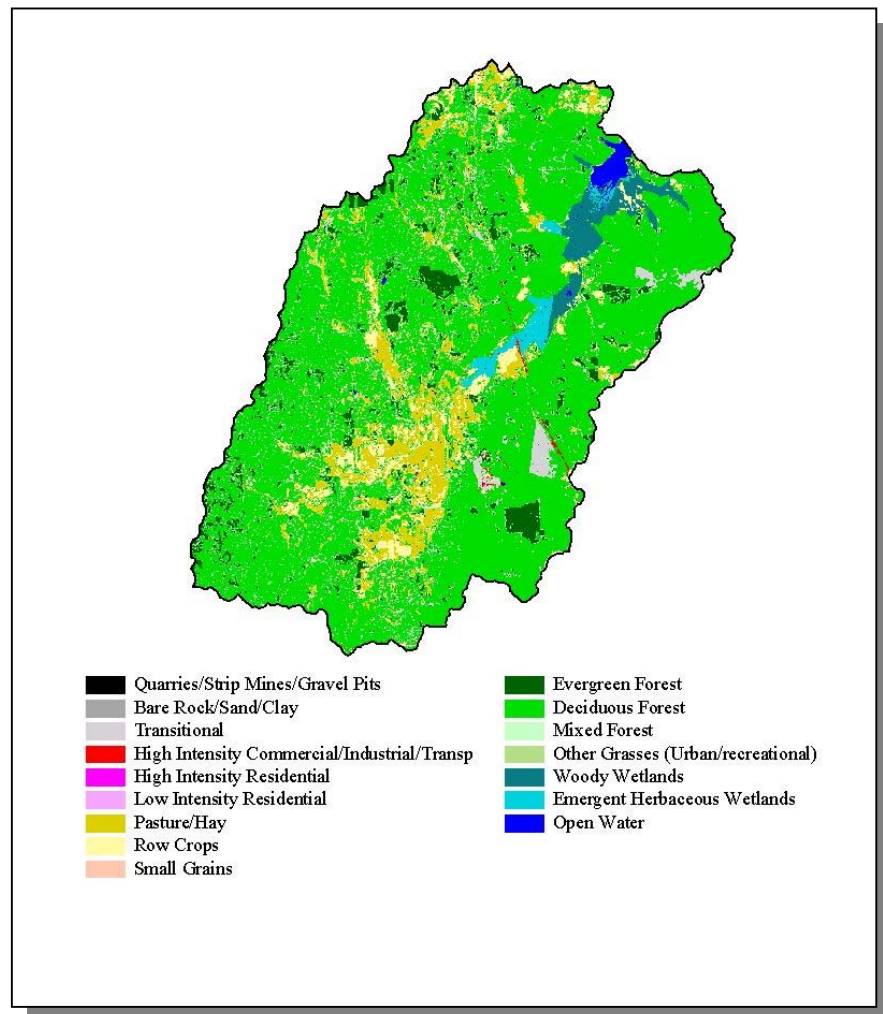 Quarries/Strip Mines/Gravel Pits
Bare Rock/Sand/Clay
Transitional
High Intensity Commercial/Industrial/Transp
High Intensity Residential
Low Intensity Residential
Pasture/Hay
Row Crops
Small Grains
Evergreen Forest
Deciduous Forest
Mixed Forest
Other Grasses (Urban/recreational)
Woody Wetlands
Emergent Herbaceous Wetlands
Open Water